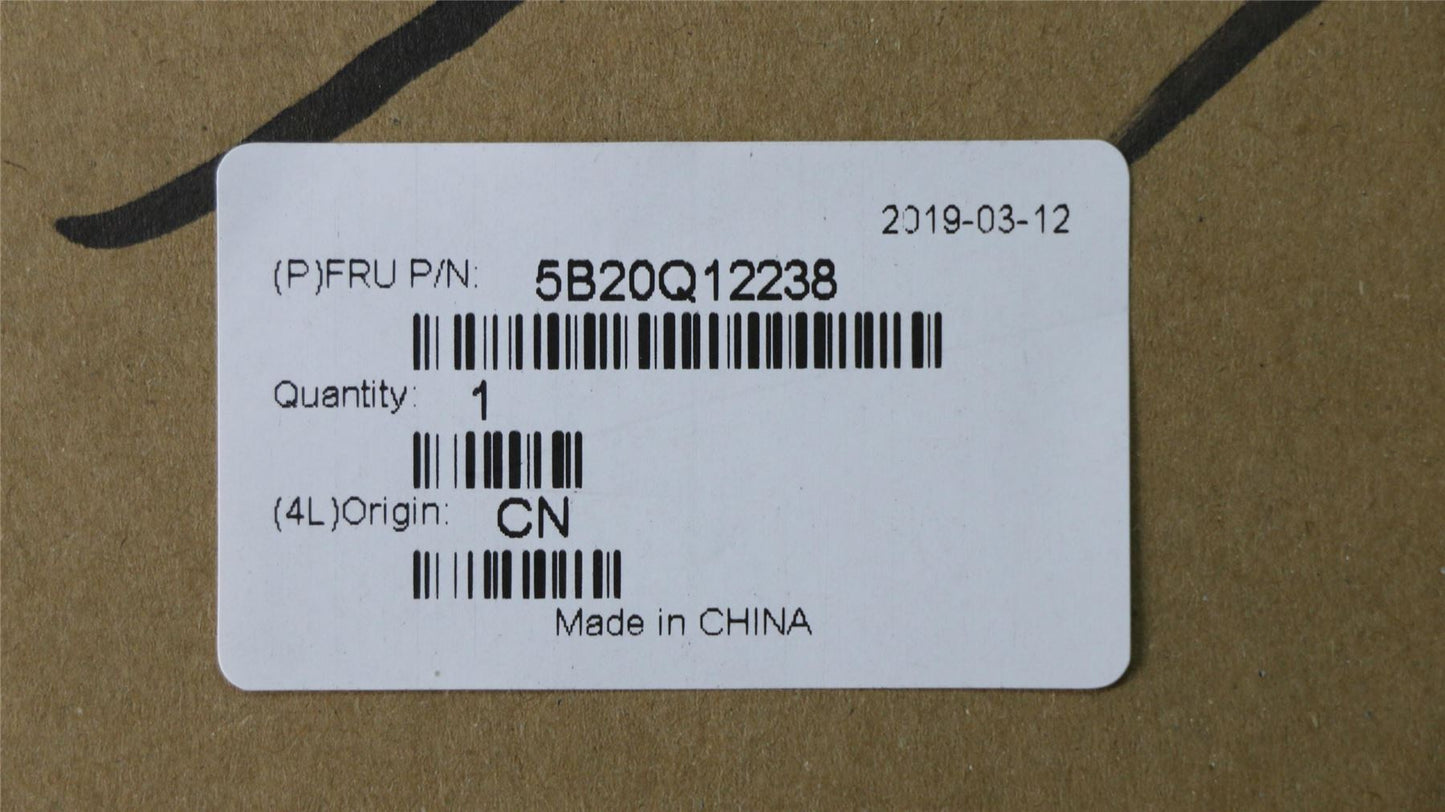 2019-03-12
(P)FRU P/N: 5B20Q12238
Quantity: 1
(4L)Origin: CN
Made in CHINA